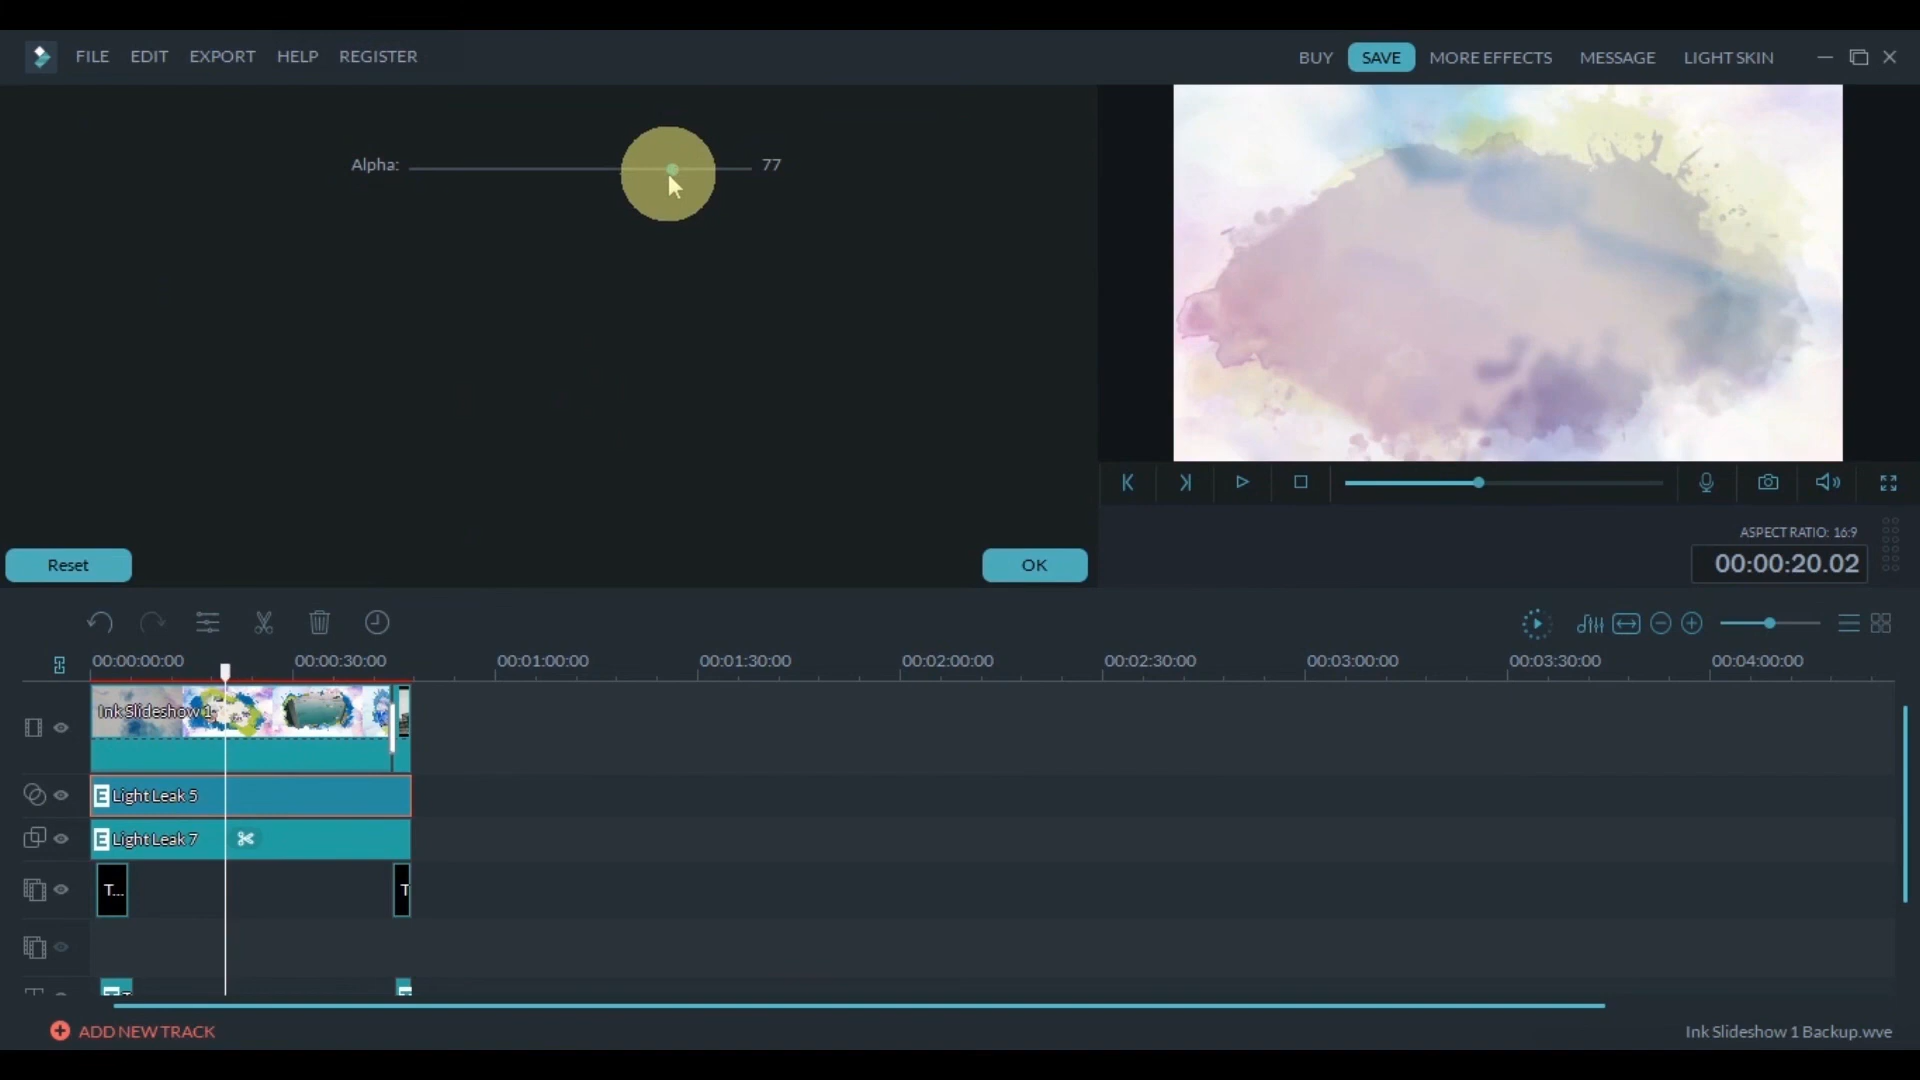 FILE EDIT EXPORT HELP REGISTER
BUY SAVE MORE EFFECTS MESSAGE LIGHT SKIN
Alpha: 77
ASPECT RATIO: 16:9
00:00:20.02
Reset OK
00:00:00:00 00:00:30:00 00:01:00:00 00:01:30:00 00:02:00:00 00:02:30:00 00:03:00:00 00:03:30:00 00:04:00:00
Ink Slideshow 1
E Light Leak 5
E Light Leak 7
T... T
ADD NEW TRACK
Ink Slideshow 1 Backup.wve